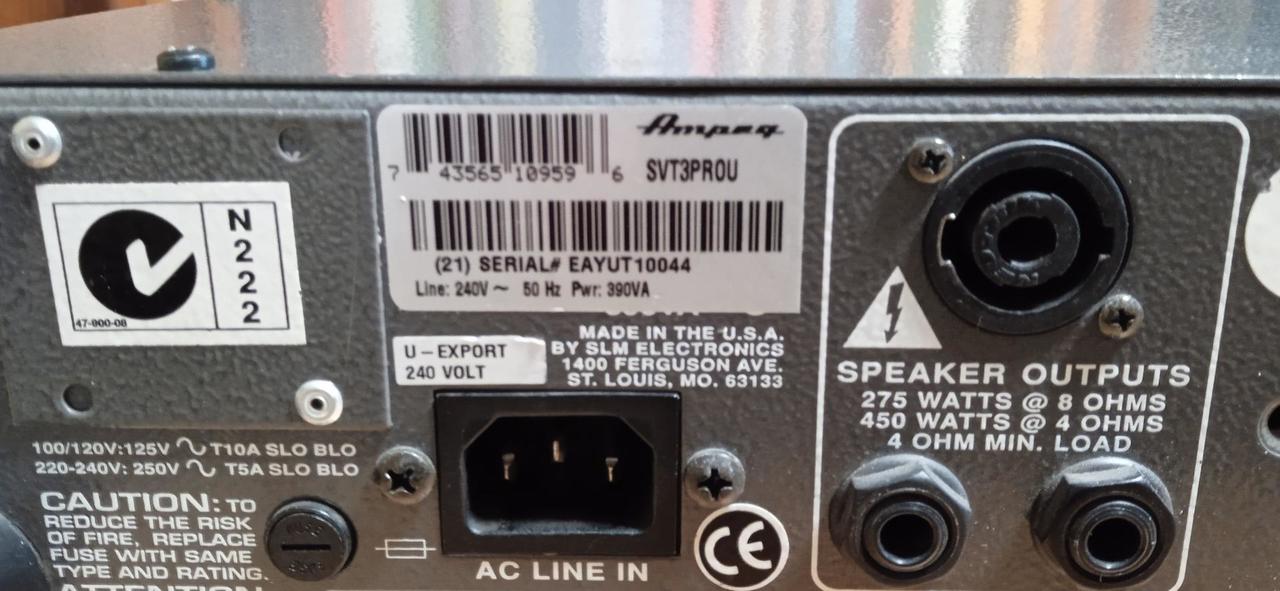 N
2
2
2
47-900-08
7 43565 10959 6
Ampeg
SVT3PROU
(21) SERIAL# EAYUT10044
Line: 240V ~ 50 Hz Pwr: 390VA
U-EXPORT
240 VOLT
MADE IN THE U.S.A.
BY SLM ELECTRONICS
1400 FERGUSON AVE.
ST. LOUIS, MO. 63133
100/120V:125V ∿ T10A SLO BLO
220-240V: 250V ∿ T5A SLO BLO
CAUTION: TO
REDUCE THE RISK
OF FIRE, REPLACE
FUSE WITH SAME
TYPE AND RATING.
ATTENTION
AC LINE IN
CE
SPEAKER OUTPUTS
275 WATTS @ 8 OHMS
450 WATTS @ 4 OHMS
4 OHM MIN. LOAD